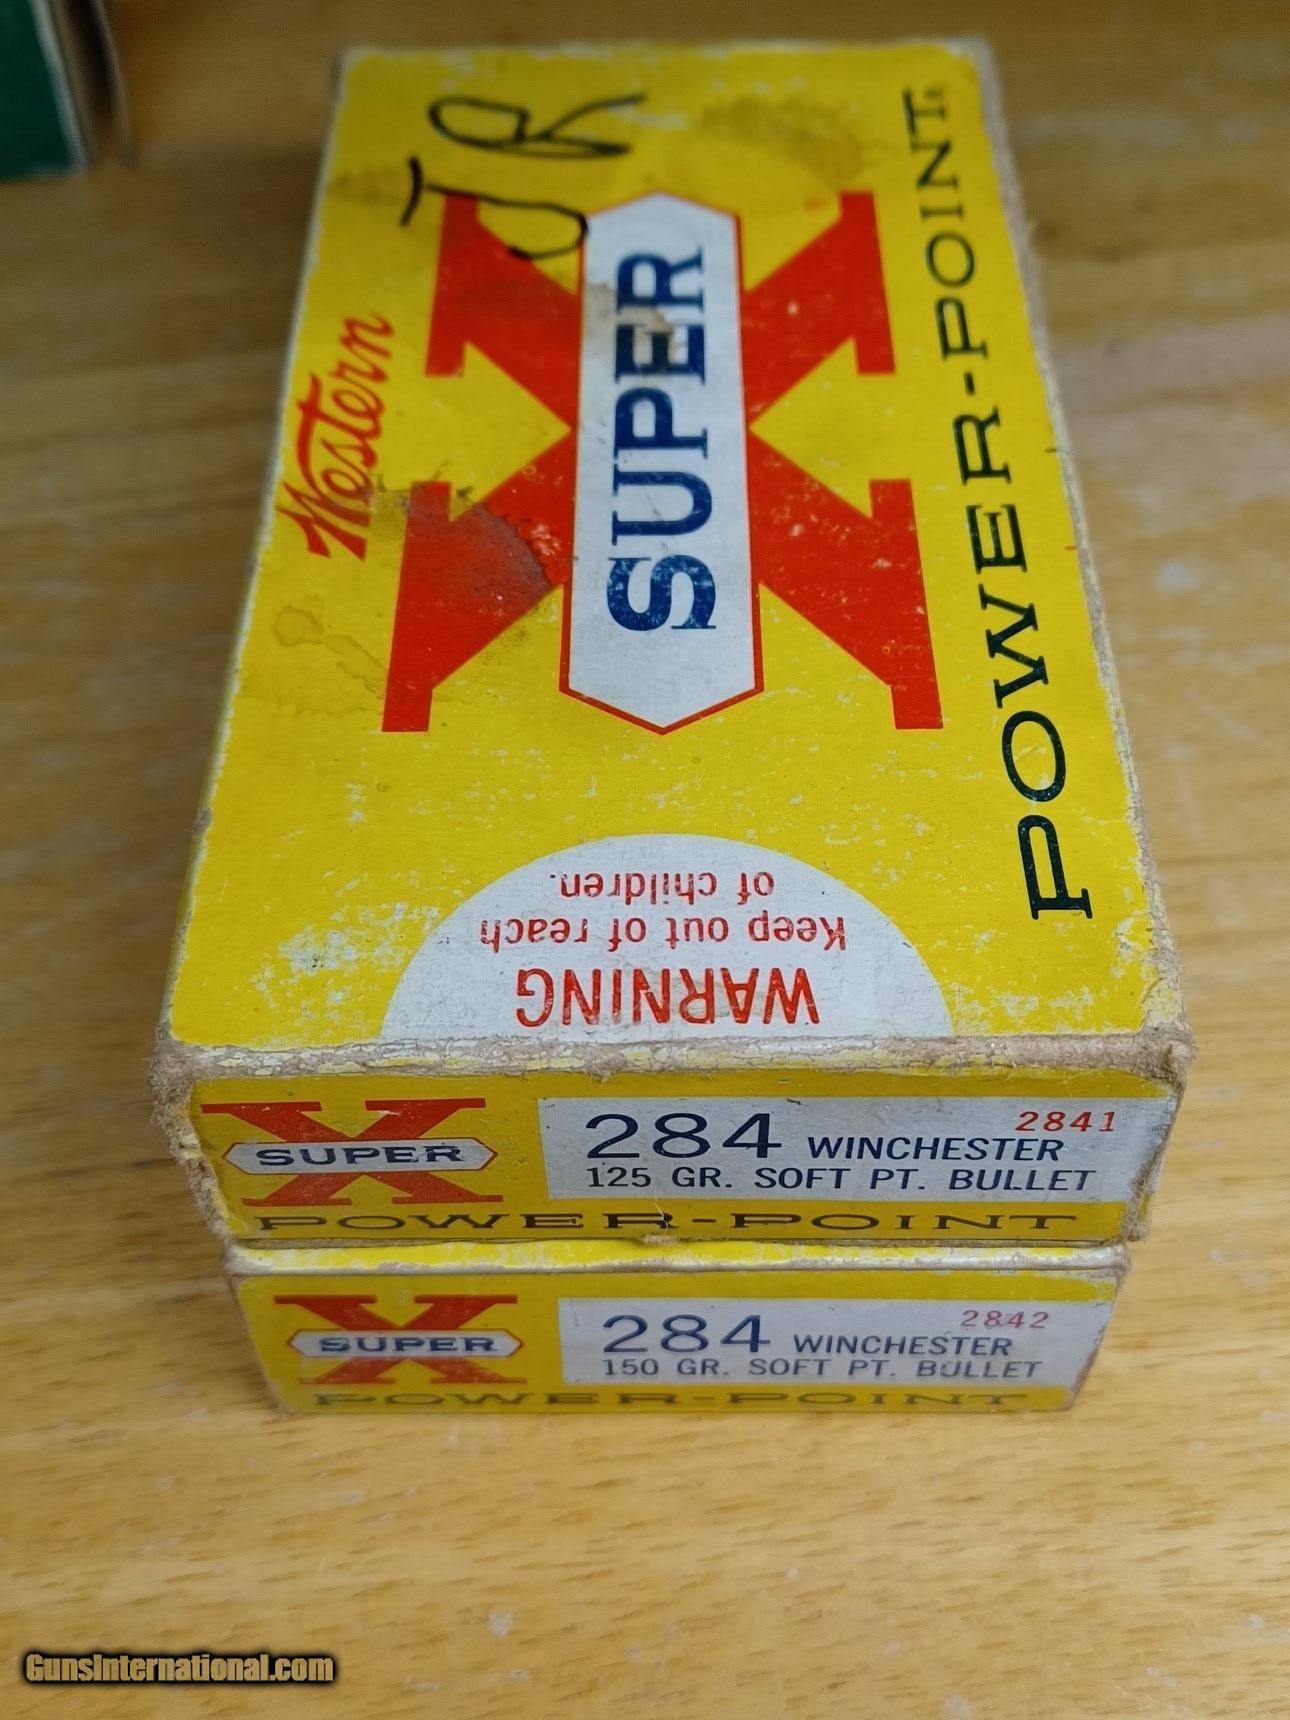 JR
Western
SUPER X
POWER-POINT®
WARNING
Keep out of reach
of children.
SUPER X
284 WINCHESTER 2841
125 GR. SOFT PT. BULLET
POWER-POINT
SUPER X
284 WINCHESTER 2842
150 GR. SOFT PT. BULLET
POWER-POINT
GunsInternational.com